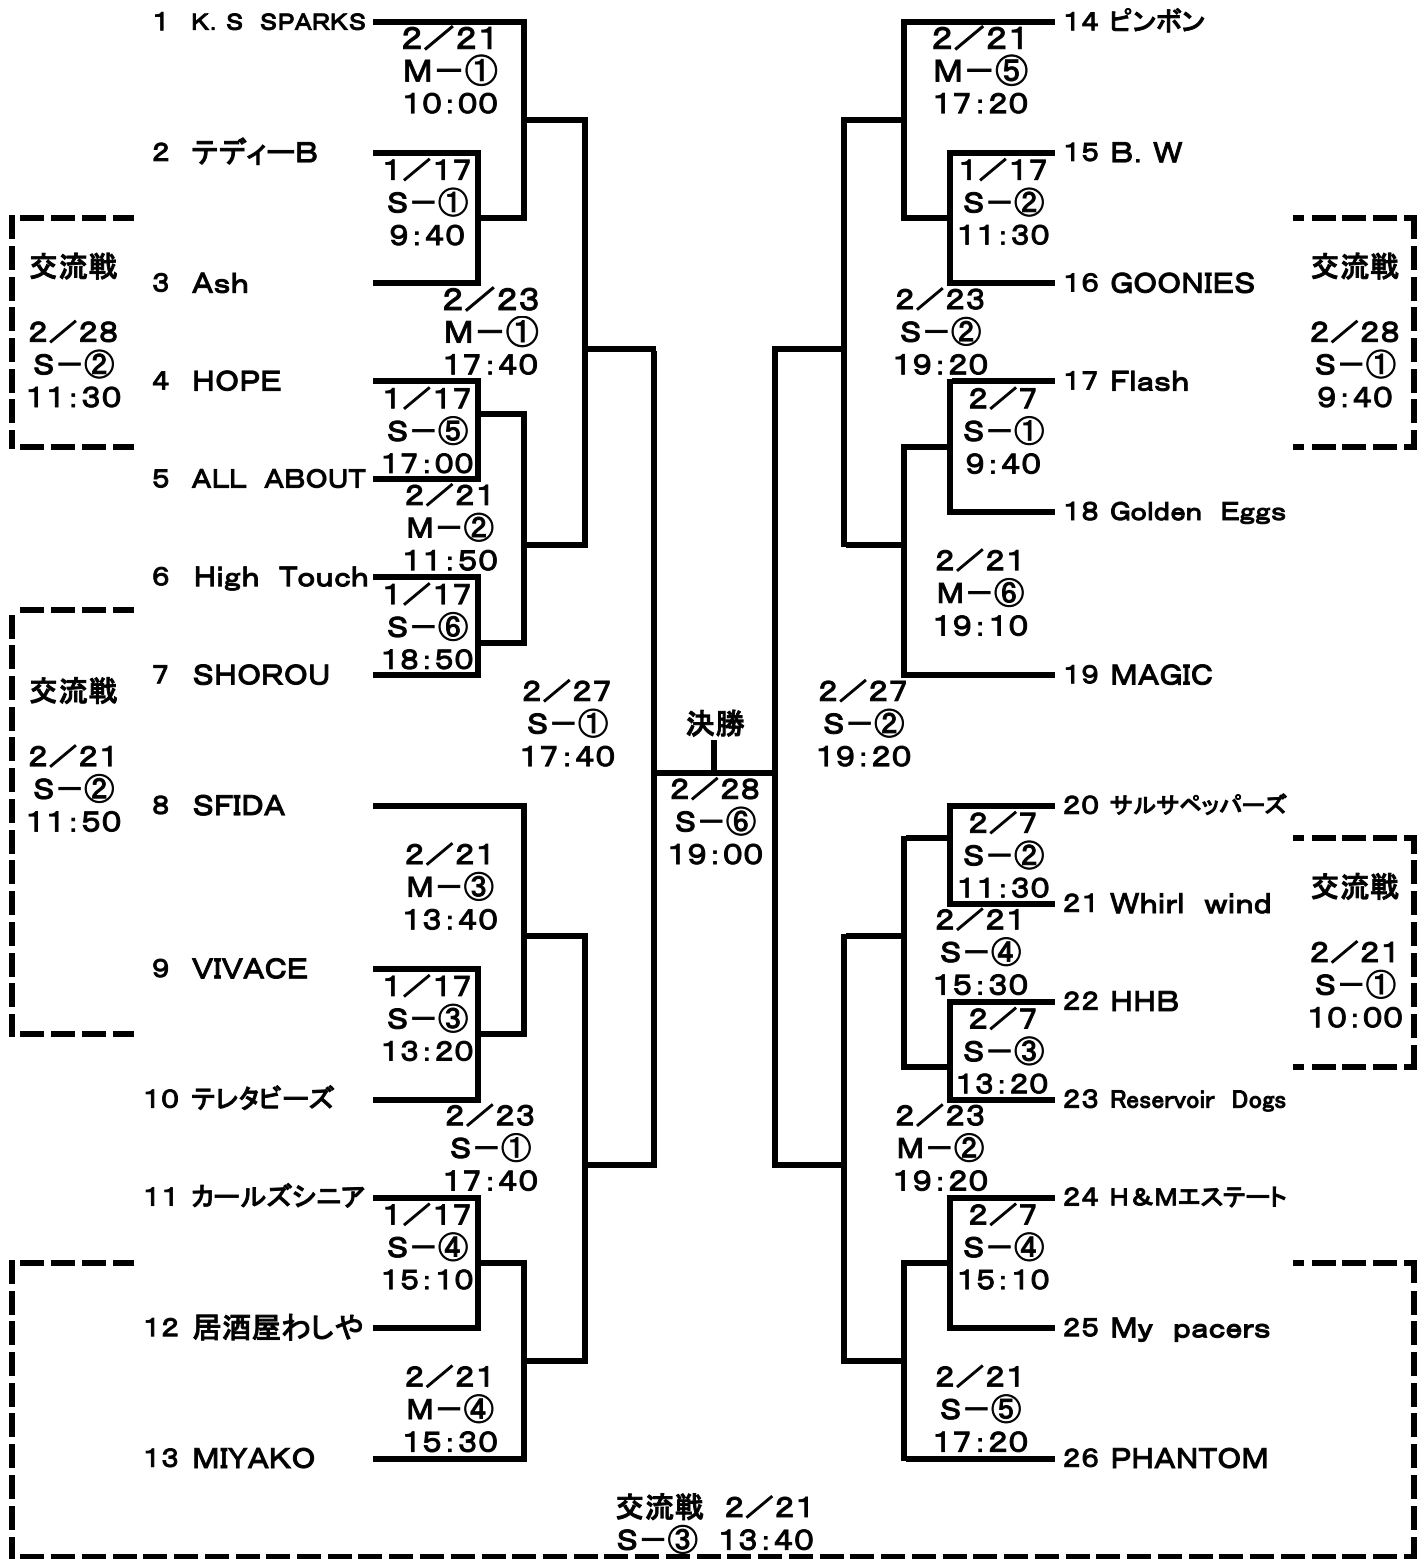 1 K.S SPARKS
2／21
M－①
10:00
2 テディーB
1／17
S－①
9:40
3 Ash
交流戦
2／28
S－②
11:30
2／23
M－①
17:40
4 HOPE
1／17
S－⑤
17:00
5 ALL ABOUT
2／21
M－②
11:50
6 High Touch
1／17
S－⑥
18:50
7 SHOROU
交流戦
2／21
S－②
11:50
2／27
S－①
17:40
8 SFIDA
2／21
M－③
13:40
9 VIVACE
1／17
S－③
13:20
10 テレタビーズ
2／23
S－①
17:40
11 カールズシニア
1／17
S－④
15:10
12 居酒屋わしや
2／21
M－④
15:30
13 MIYAKO
決勝
2／28
S－⑥
19:00
14 ピンポン
2／21
M－⑤
17:20
15 B.W
1／17
S－②
11:30
16 GOONIES
交流戦
2／28
S－①
9:40
2／23
S－②
19:20
17 Flash
2／7
S－①
9:40
18 Golden Eggs
2／21
M－⑥
19:10
19 MAGIC
2／27
S－②
19:20
20 サルサペッパーズ
2／7
S－②
11:30
21 Whirl wind
2／21
S－④
15:30
22 HHB
2／7
S－③
13:20
23 Reservoir Dogs
交流戦
2／21
S－①
10:00
2／23
M－②
19:20
24 H＆Mエステート
2／7
S－④
15:10
25 My pacers
2／21
S－⑤
17:20
26 PHANTOM
交流戦 2／21
S－③ 13:40